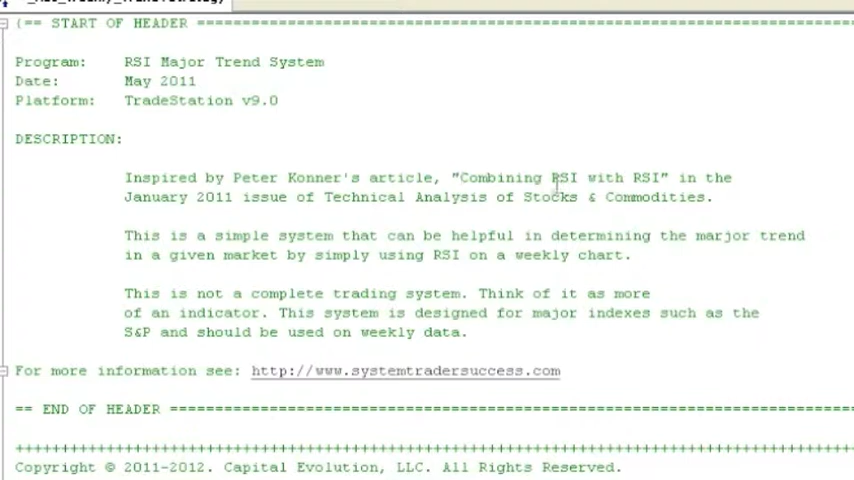 {== START OF HEADER ================================================================
Program: RSI Major Trend System
Date: May 2011
Platform: TradeStation v9.0
DESCRIPTION:
Inspired by Peter Konner's article, "Combining RSI with RSI" in the
January 2011 issue of Technical Analysis of Stocks & Commodities.
This is a simple system that can be helpful in determining the marjor trend
in a given market by simply using RSI on a weekly chart.
This is not a complete trading system. Think of it as more
of an indicator. This system is designed for major indexes such as the
S&P and should be used on weekly data.
For more information see: http://www.systemtradersuccess.com
== END OF HEADER ===================================================================
++++++++++++++++++++++++++++++++++++++++++++++++++++++++++++++++++++++++++++++++++++
Copyright © 2011-2012. Capital Evolution, LLC. All Rights Reserved.